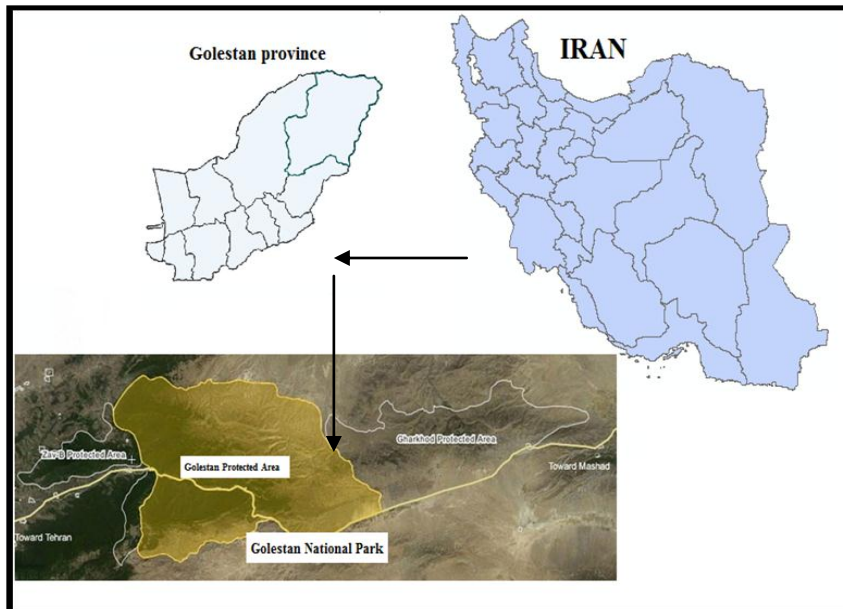 Golestan province
IRAN
Gharkhod Protected Area
Zav-B Protected Area
Golestan Protected Area
Toward Mashad
Toward Tehran
Golestan National Park